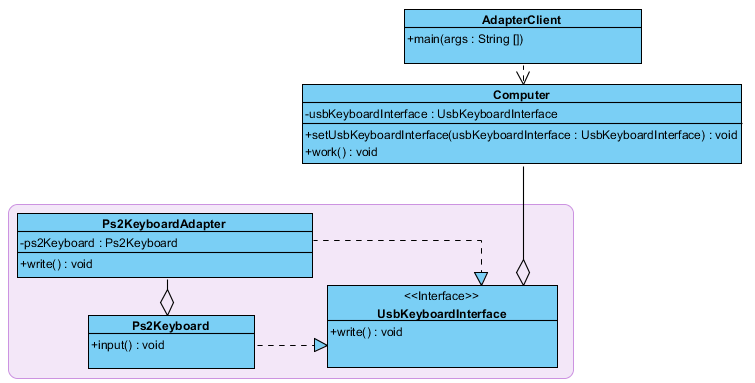 AdapterClient
+main(args : String [])
Computer
-usbKeyboardInterface : UsbKeyboardInterface
+setUsbKeyboardInterface(usbKeyboardInterface : UsbKeyboardInterface) : void
+work() : void
Ps2KeyboardAdapter
-ps2Keyboard : Ps2Keyboard
+write() : void
<<Interface>>
UsbKeyboardInterface
+write() : void
Ps2Keyboard
+input() : void